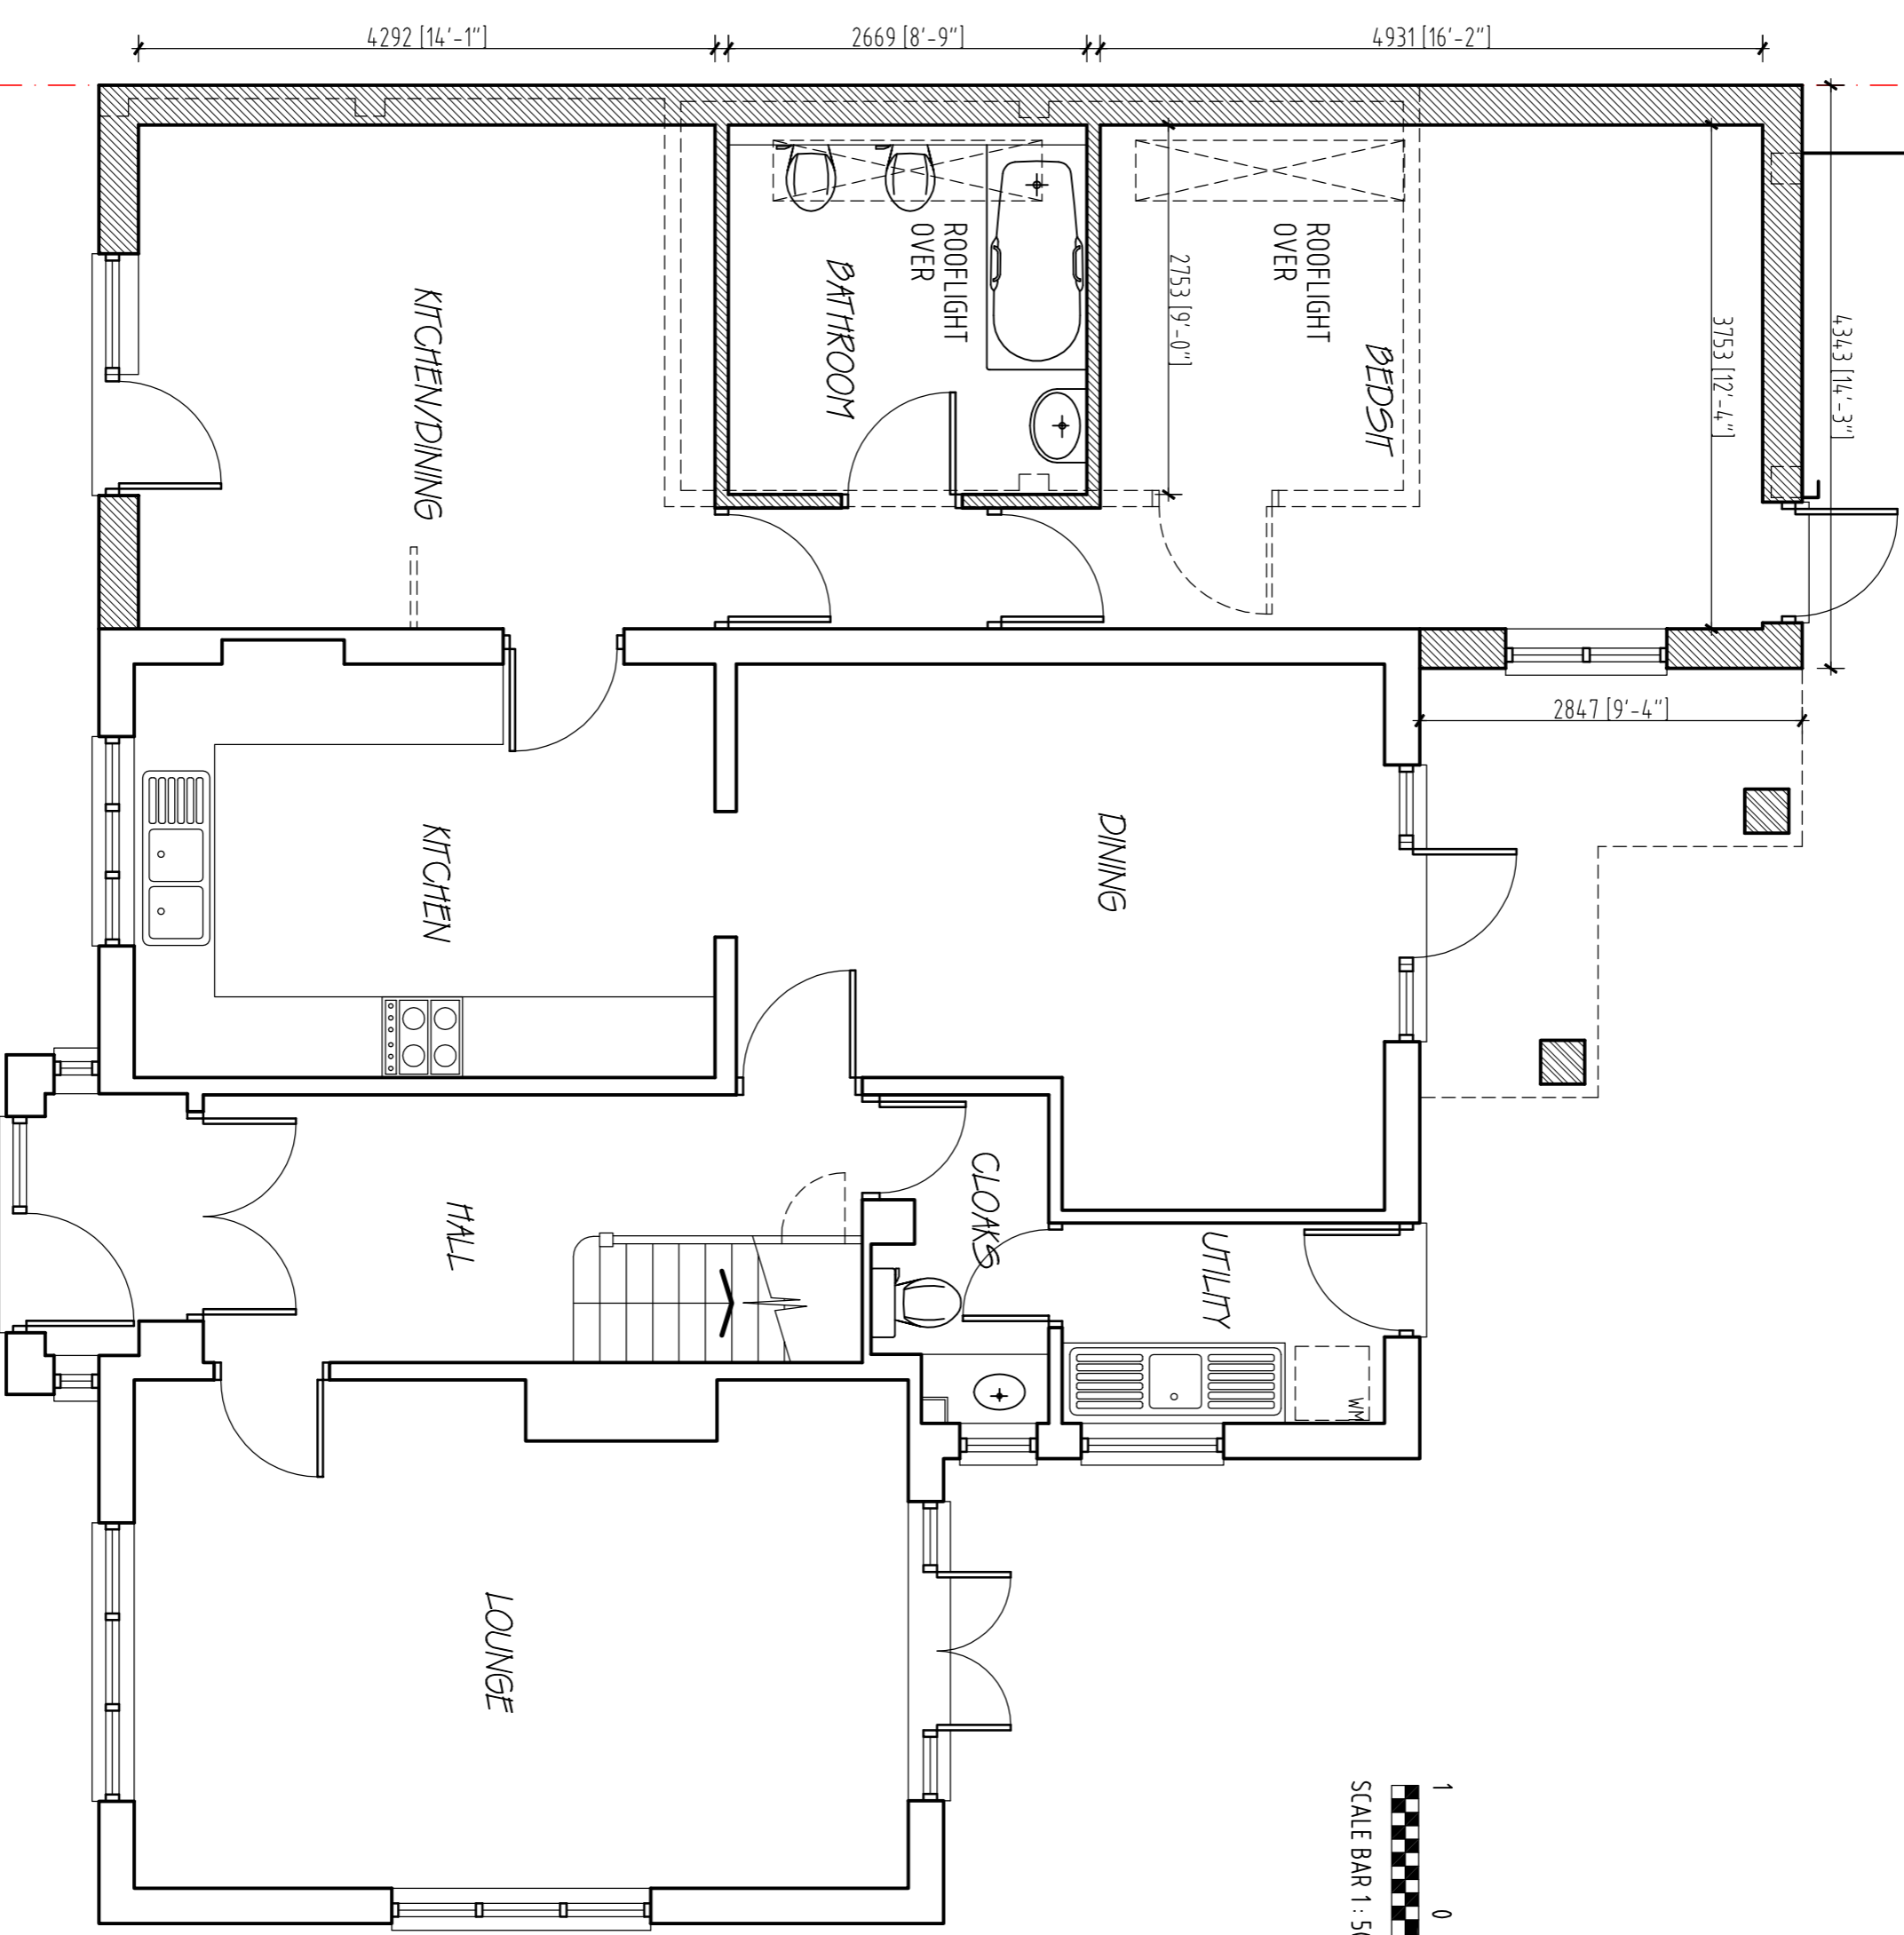 4292 [14'-1"]
2669 [8'-9"]
4931 [16'-2"]
4343 [14'-3"]
3753 [12'-4"]
2753 [9'-0"]
ROOFLIGHT
OVER
ROOFLIGHT
OVER
KITCHEN/DINING
BATHROOM
BEDSIT
2847 [9'-4"]
KITCHEN
DINING
HALL
CLOAKS
UTILITY
WM
LOUNGE
1 0
SCALE BAR 1 : 50